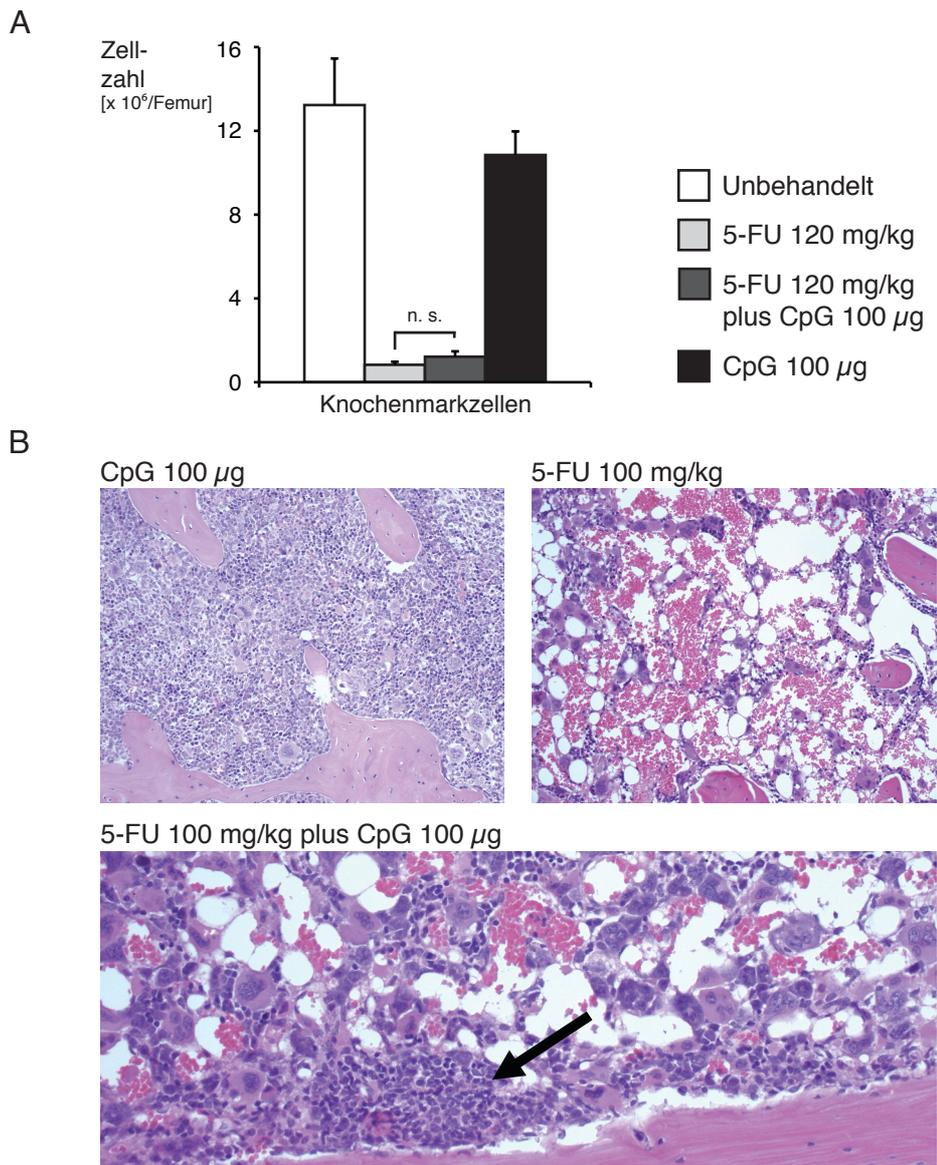 A
Zell-
zahl
[x 10⁶/Femur]
16
12
8
4
0
n. s.
Knochenmarkzellen
Unbehandelt
5-FU 120 mg/kg
5-FU 120 mg/kg
plus CpG 100 µg
CpG 100 µg
B
CpG 100 µg
5-FU 100 mg/kg
5-FU 100 mg/kg plus CpG 100 µg